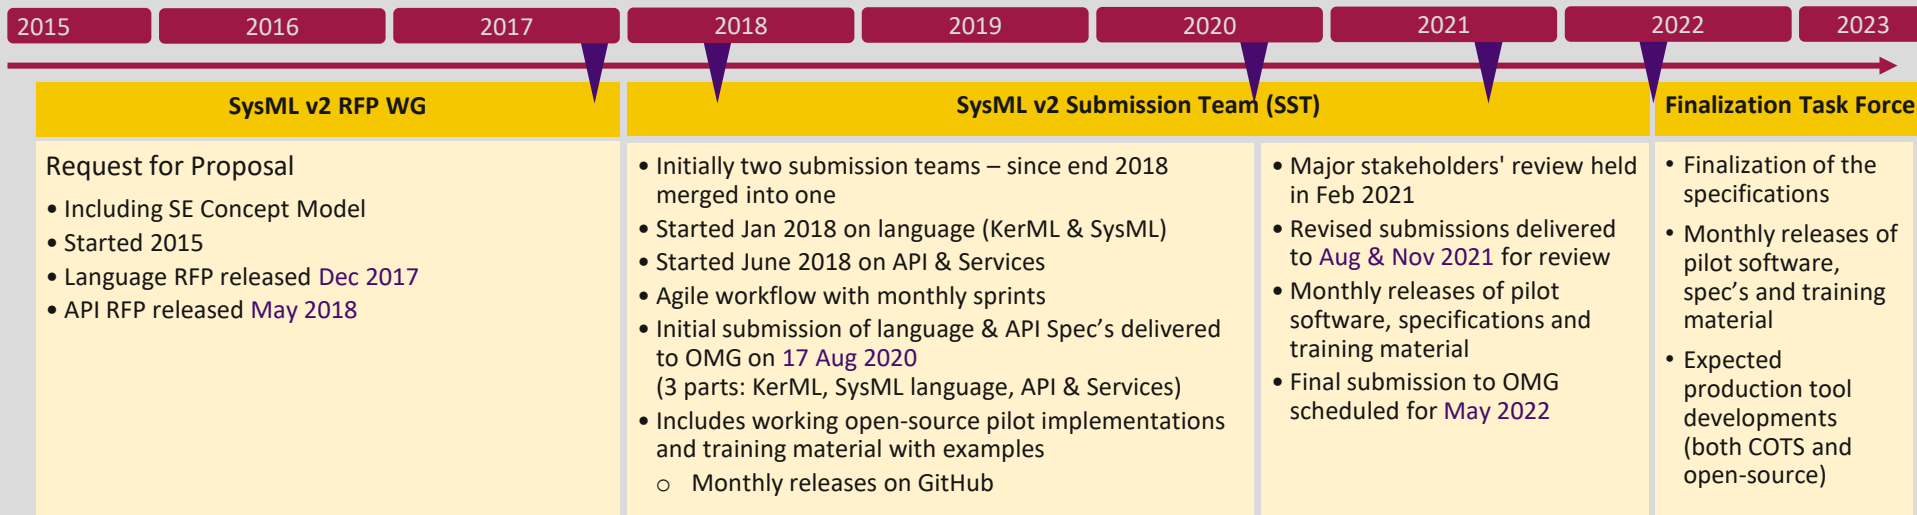 2015 2016 2017 2018 2019 2020 2021 2022 2023
SysML v2 RFP WG
Request for Proposal
• Including SE Concept Model
• Started 2015
• Language RFP released Dec 2017
• API RFP released May 2018
SysML v2 Submission Team (SST)
• Initially two submission teams – since end 2018
merged into one
• Started Jan 2018 on language (KerML & SysML)
• Started June 2018 on API & Services
• Agile workflow with monthly sprints
• Initial submission of language & API Spec's delivered
to OMG on 17 Aug 2020
(3 parts: KerML, SysML language, API & Services)
• Includes working open-source pilot implementations
and training material with examples
o Monthly releases on GitHub
• Major stakeholders' review held
in Feb 2021
• Revised submissions delivered
to Aug & Nov 2021 for review
• Monthly releases of pilot
software, specifications and
training material
• Final submission to OMG
scheduled for May 2022
Finalization Task Force
• Finalization of the
specifications
• Monthly releases of
pilot software,
spec's and training
material
• Expected
production tool
developments
(both COTS and
open-source)